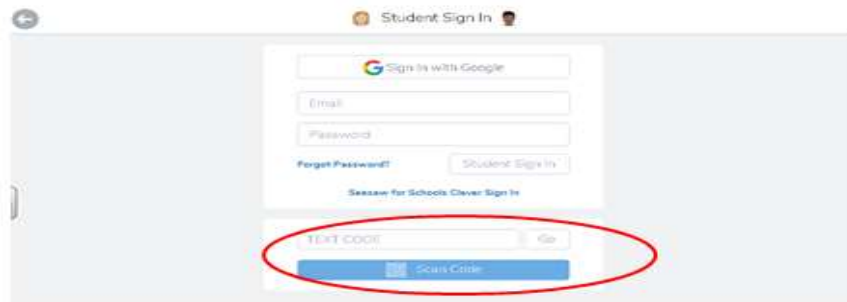 Student Sign In
Sign In with Google
Email
Password
Forgot Password?
Student Sign In
Seesaw for Schools Clever Sign In
TEXT CODE
Go
Scan Code